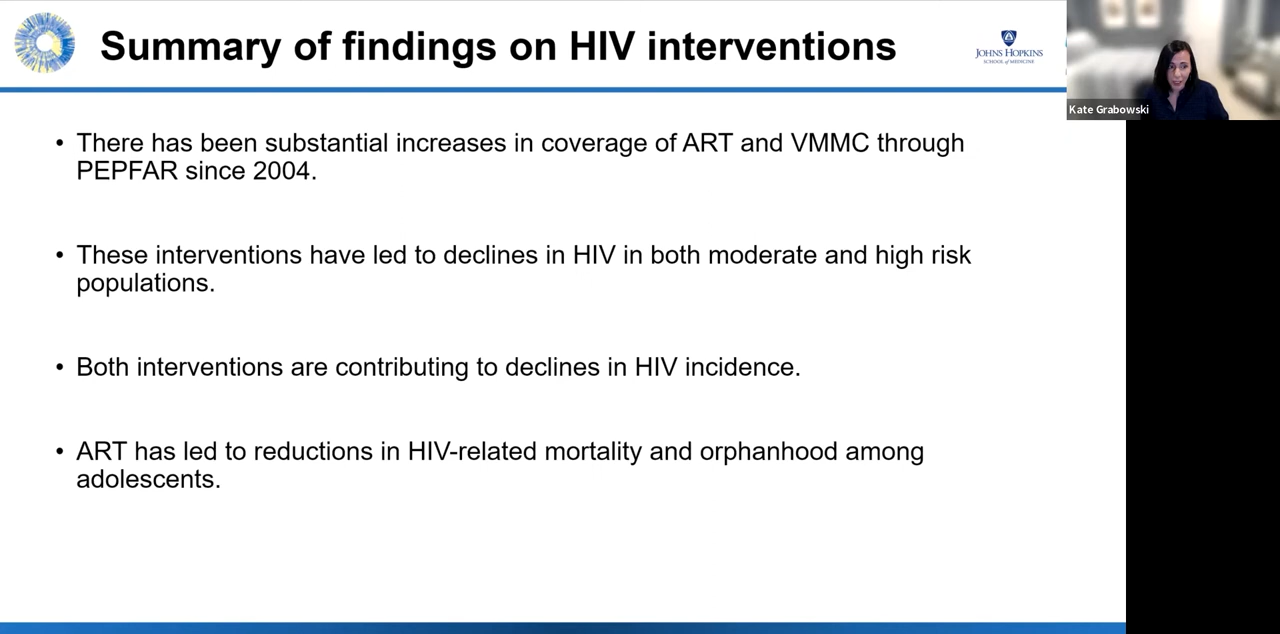 Summary of findings on HIV interventions
JOHNS HOPKINS
SCHOOL of MEDICINE
Kate Grabowski
• There has been substantial increases in coverage of ART and VMMC through
PEPFAR since 2004.
• These interventions have led to declines in HIV in both moderate and high risk
populations.
• Both interventions are contributing to declines in HIV incidence.
• ART has led to reductions in HIV-related mortality and orphanhood among
adolescents.